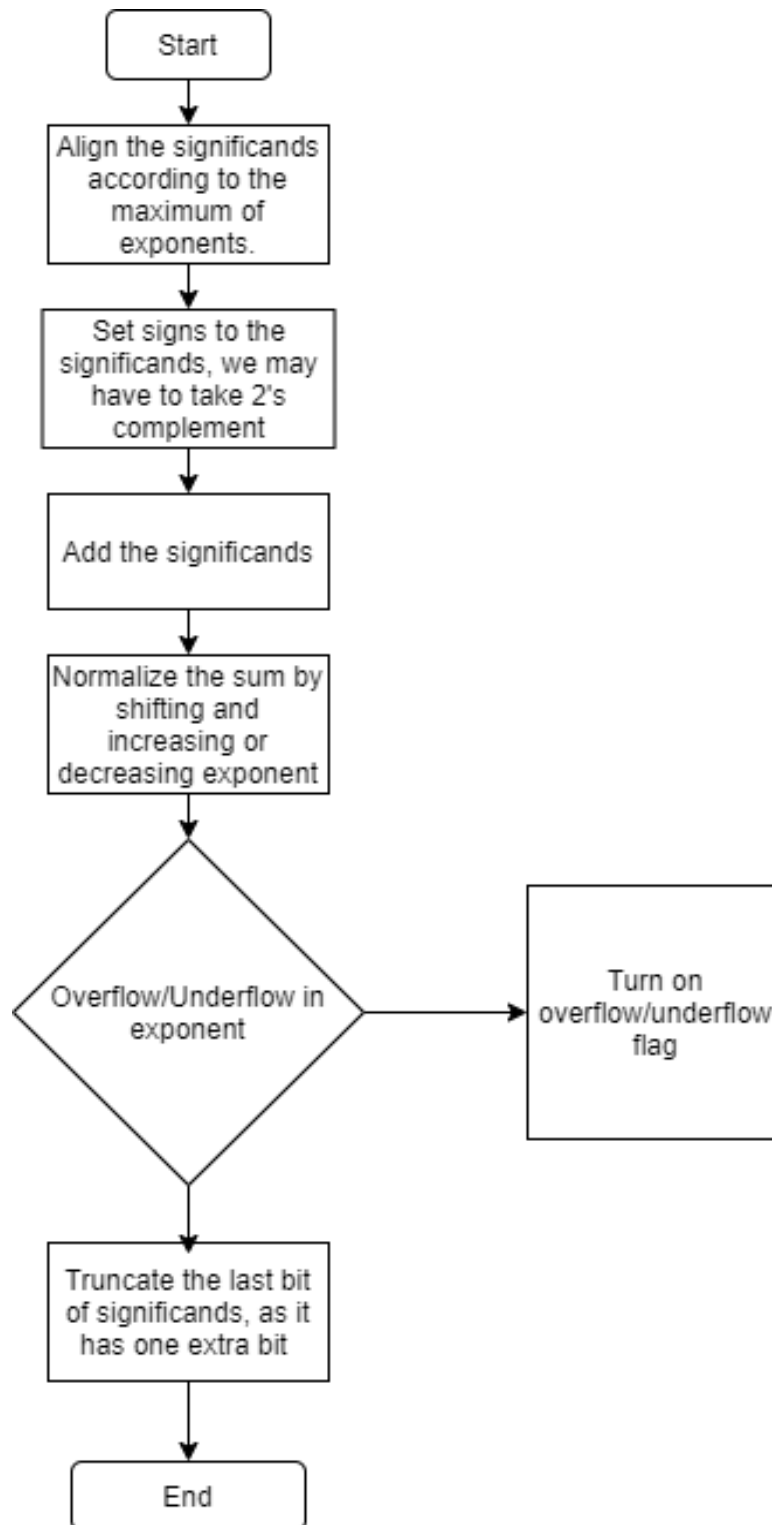 Start
Align the significands
according to the
maximum of
exponents.
Set signs to the
significands, we may
have to take 2's
complement
Add the significands
Normalize the sum by
shifting and
increasing or
decreasing exponent
Overflow/Underflow in
exponent
Turn on
overflow/underflow
flag
Truncate the last bit
of significands, as it
has one extra bit
End